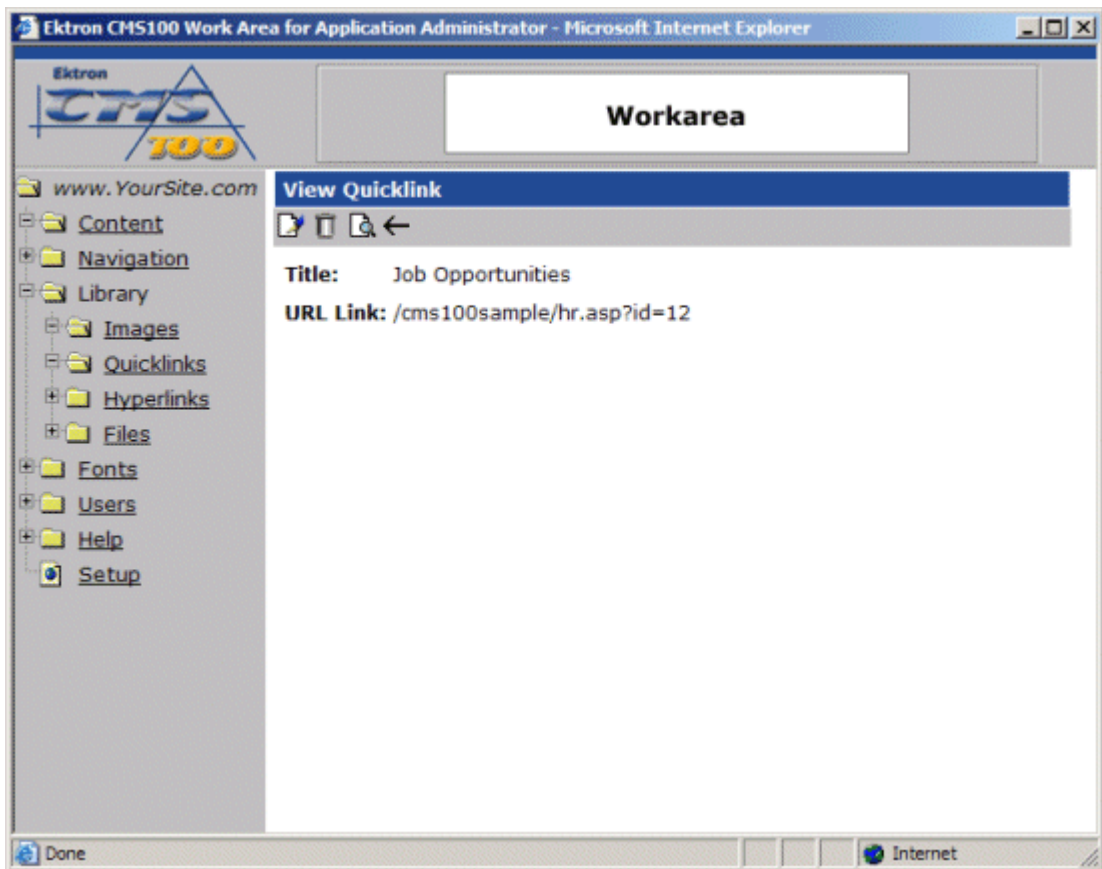 Ektron CMS100 Work Area for Application Administrator - Microsoft Internet Explorer
Ektron
CMS
100
Workarea
www.YourSite.com
Content
Navigation
Library
Images
Quicklinks
Hyperlinks
Files
Fonts
Users
Help
Setup
View Quicklink
Title: Job Opportunities
URL Link: /cms100sample/hr.asp?id=12
Done
Internet